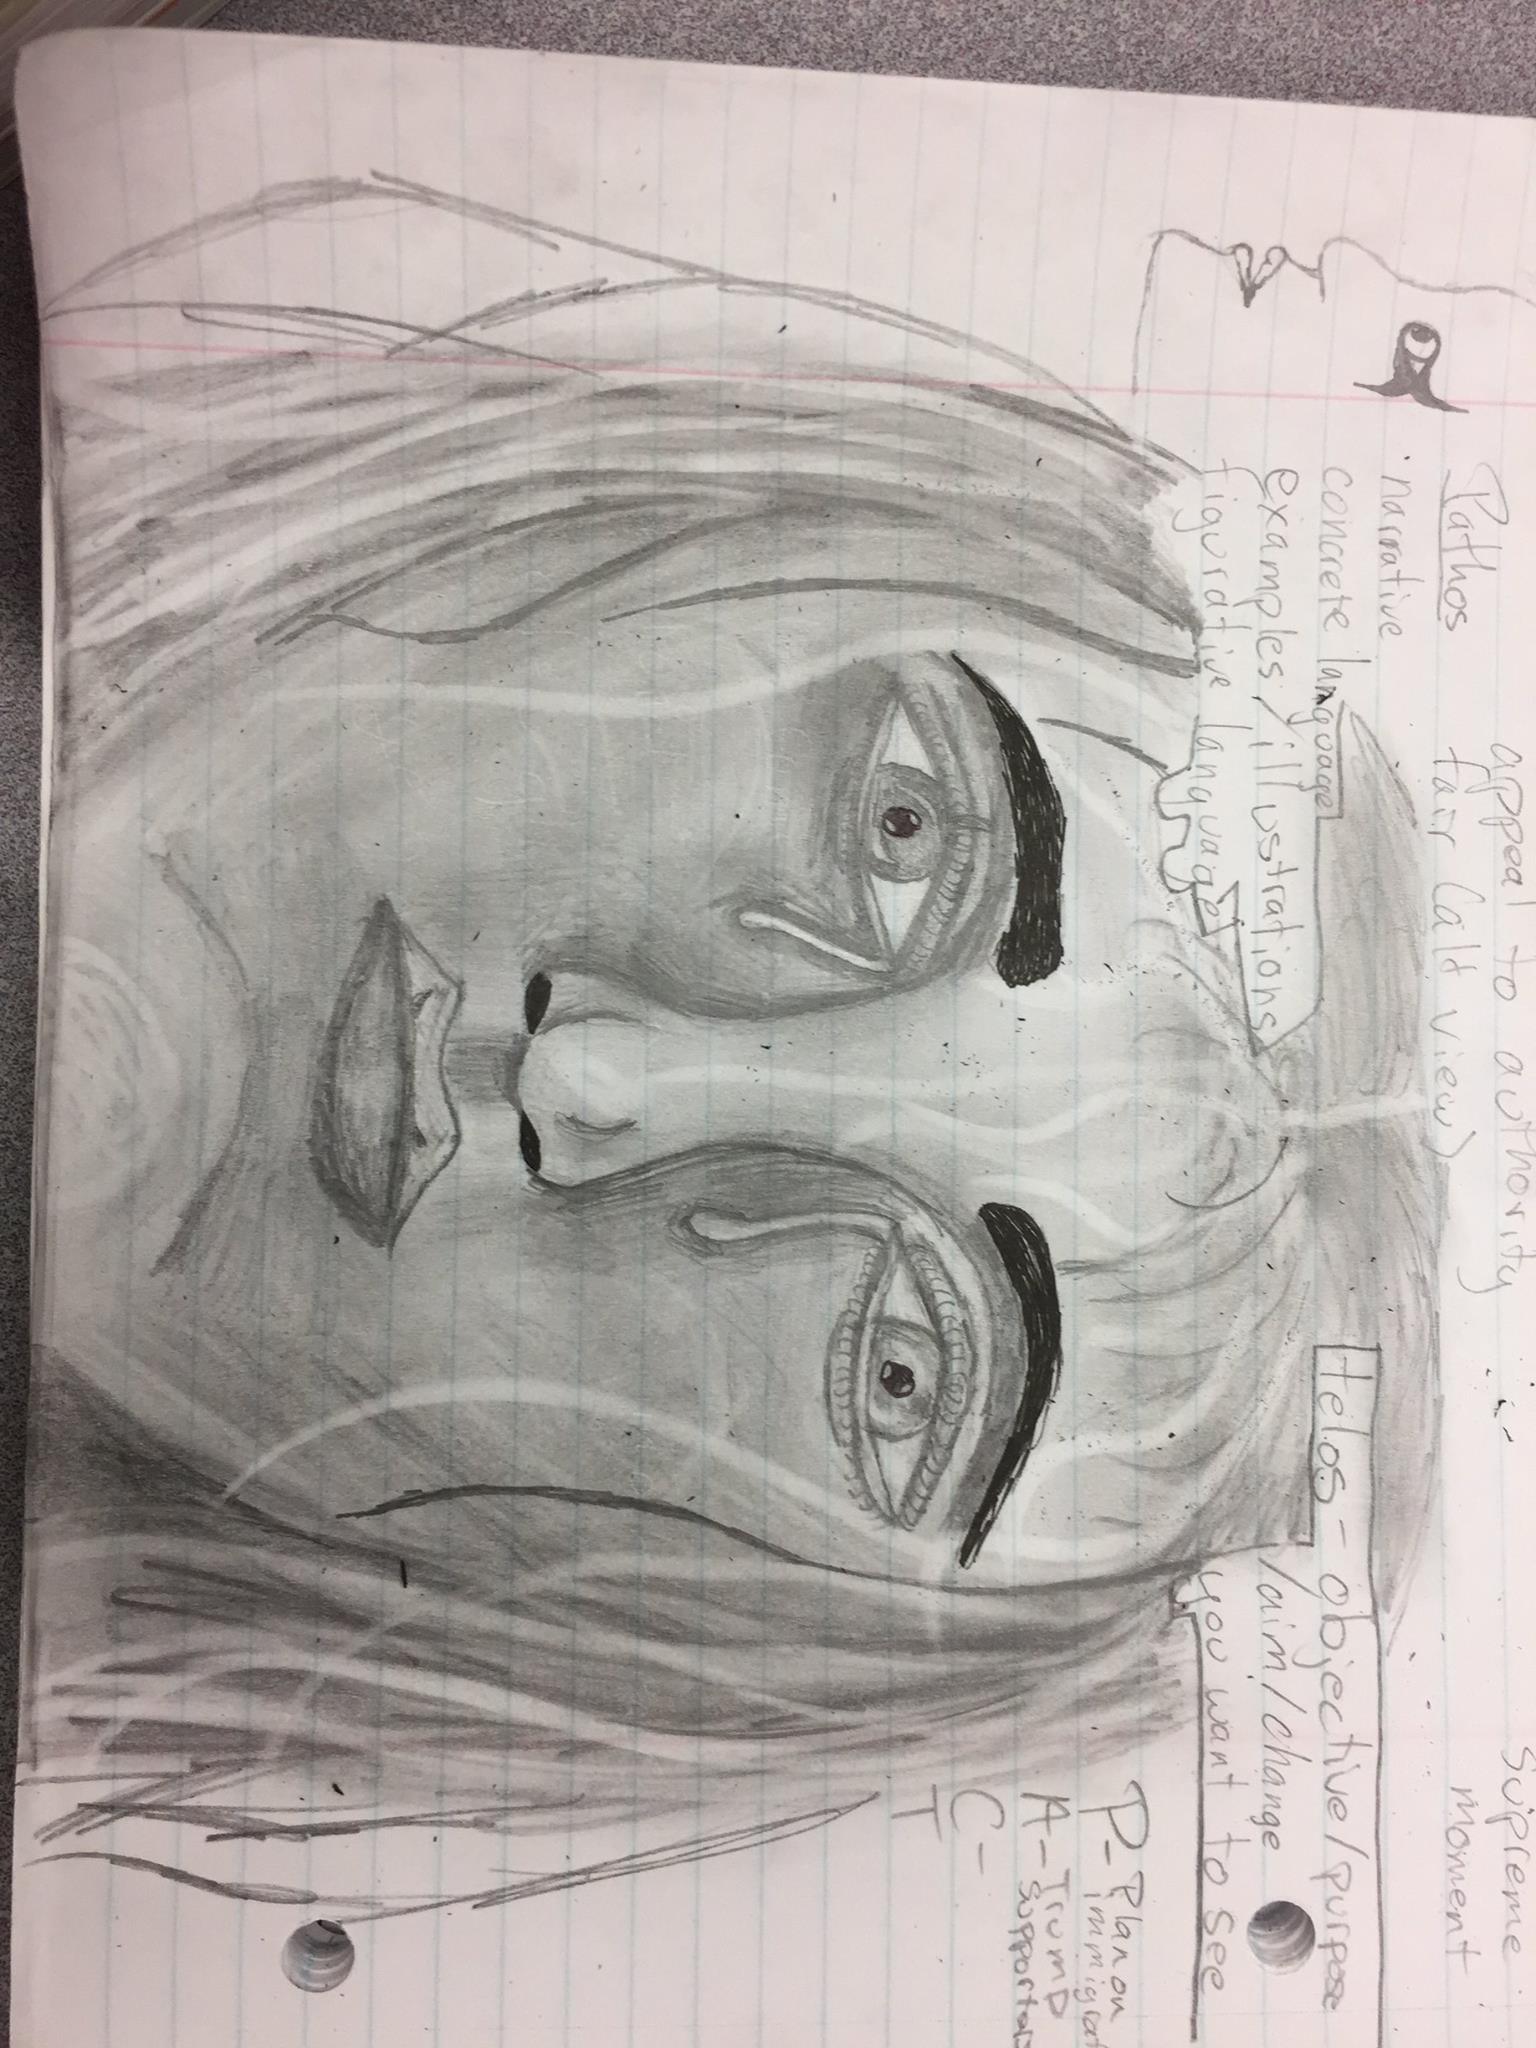 appeal to authority
fair (alt view)
Supreme
moment
Pathos
• narrative
concrete language
examples/illustrations
figurative language
Telos - objective/purpose
/aim/change
you want to see
P- Plan on
immigrat
A- Trump
supporters
C-
T